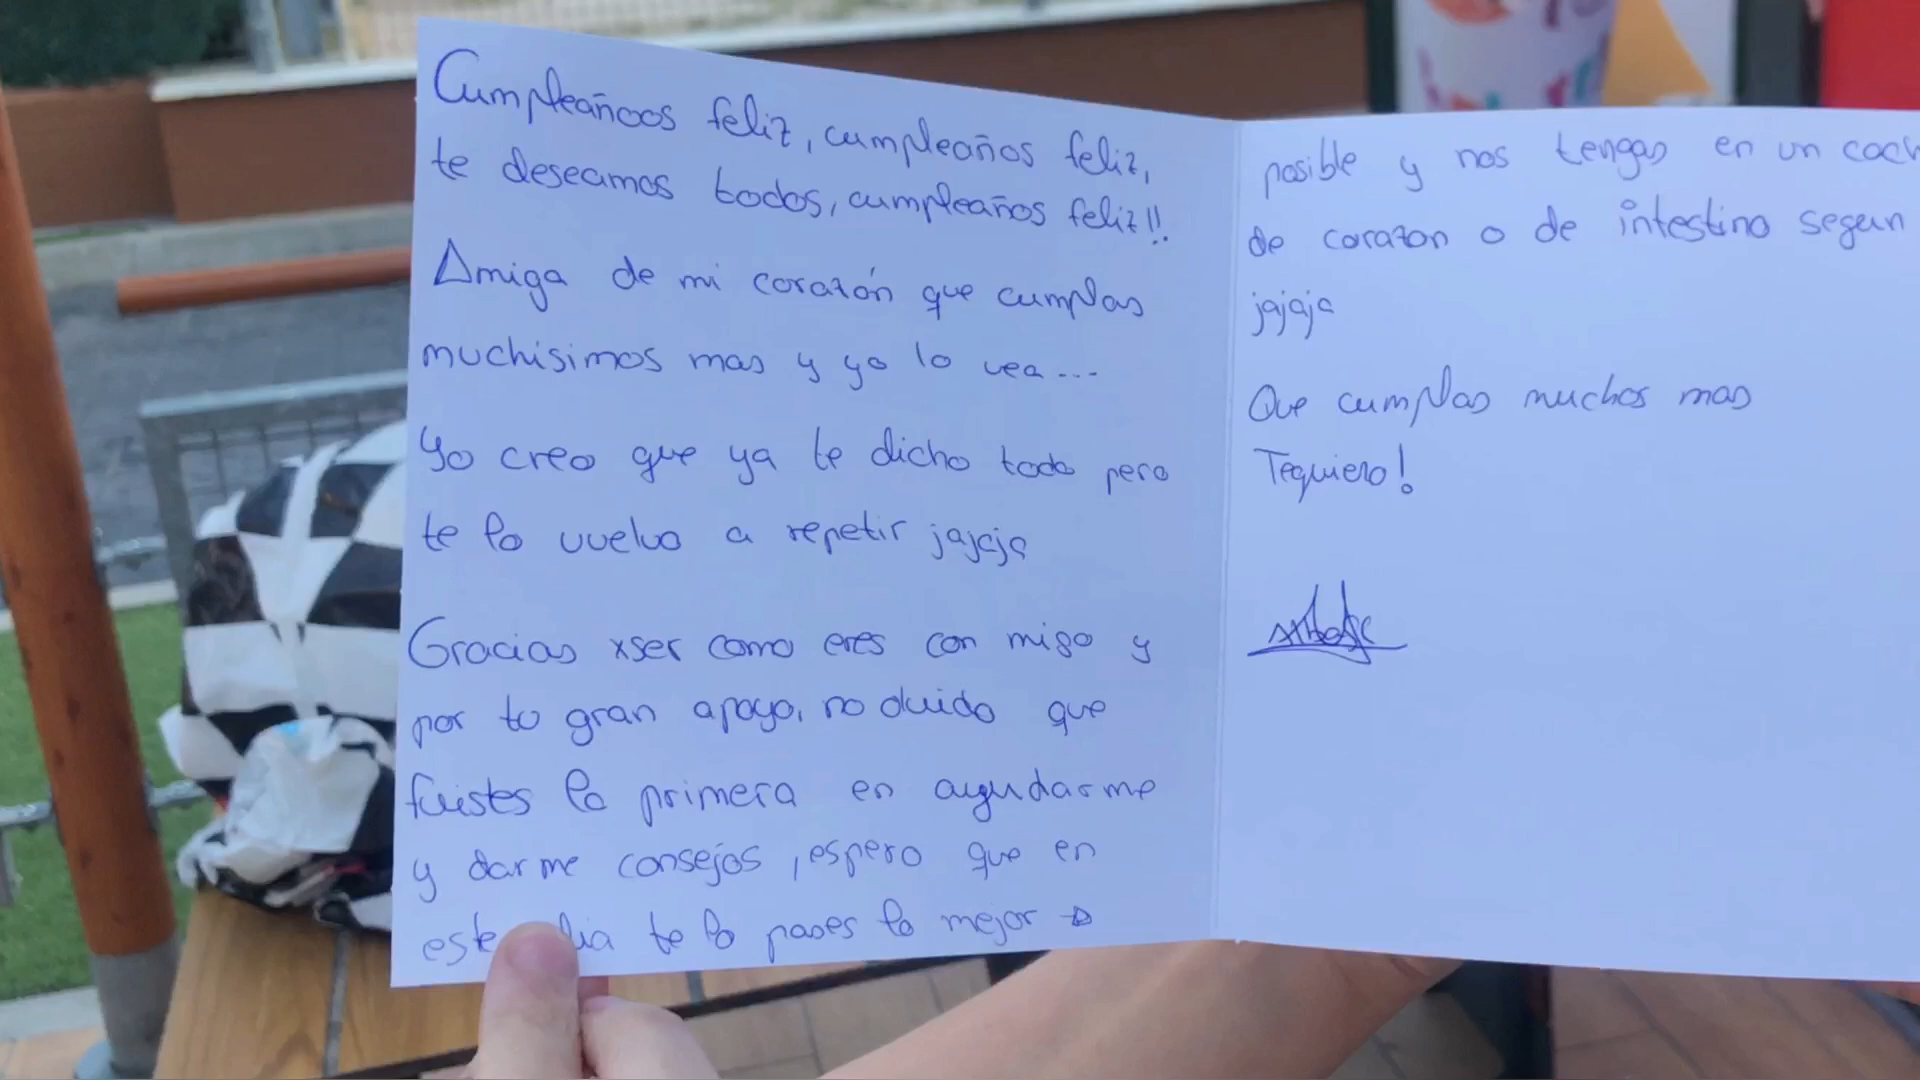 Cumpleañoos feliz, cumpleaños feliz,
te deseamos todos, cumpleaños feliz!!
Amiga de mi corazón que cumplas
muchisimos mas y yo lo vea...
Yo creo que ya te dicho todo pero
te lo vuelvo a repetir jajaja
Gracias xser como eres con migo y
por tu gran apoyo, no oluido que
fuistes la primera en ayudarme
y darme consejos, espero que en
este dia te lo pases lo mejor
posible y nos tengas en un
de corazon o de intestino segun
jajaja
Que cumplas muchos mas
Tequiero!